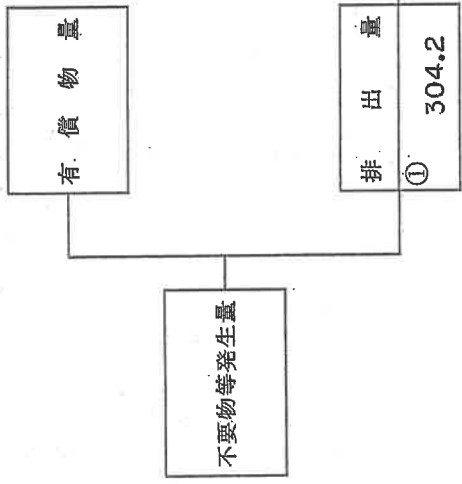 不要物等発生量
有償物量
排出量
①
304.2